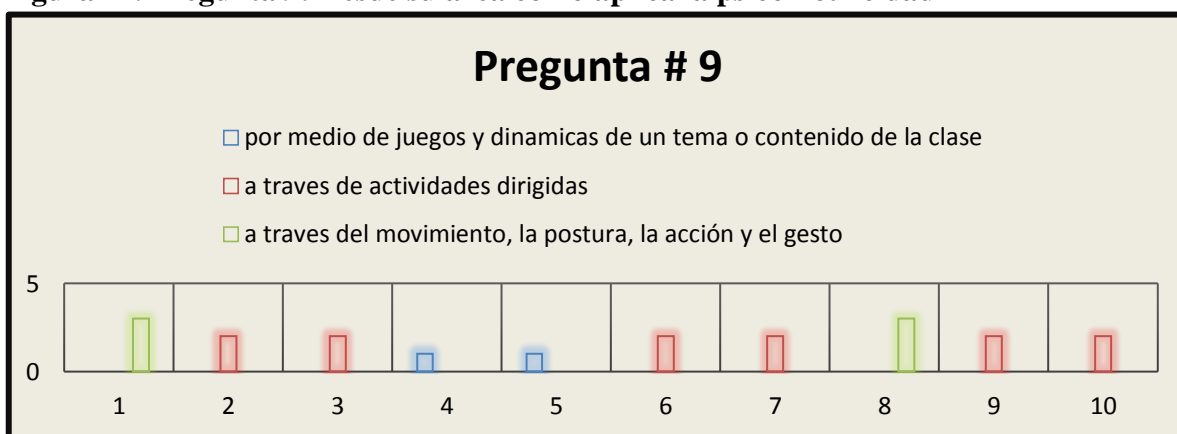 Pregunta # 9
por medio de juegos y dinamicas de un tema o contenido de la clase
a traves de actividades dirigidas
a traves del movimiento, la postura, la acción y el gesto
5
0
1 2 3 4 5 6 7 8 9 10